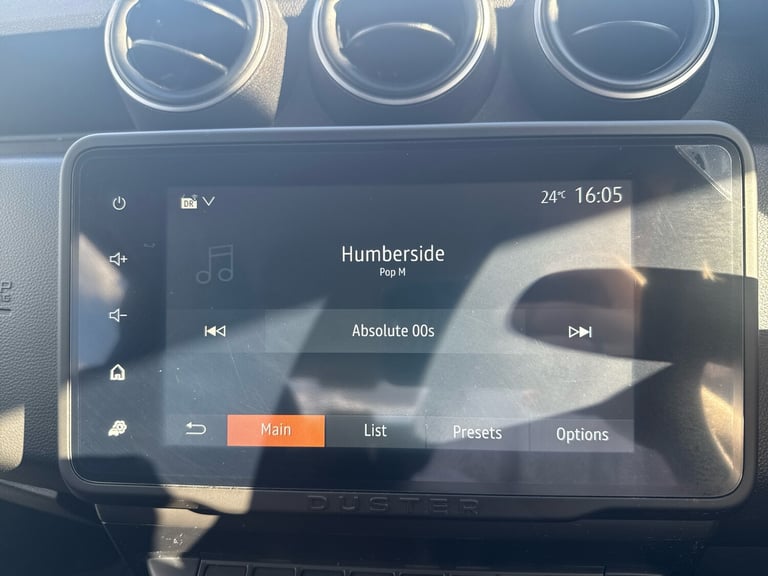 DR
24°C 16:05
Humberside
Pop M
Absolute 00s
Main List Presets Options
DUSTER